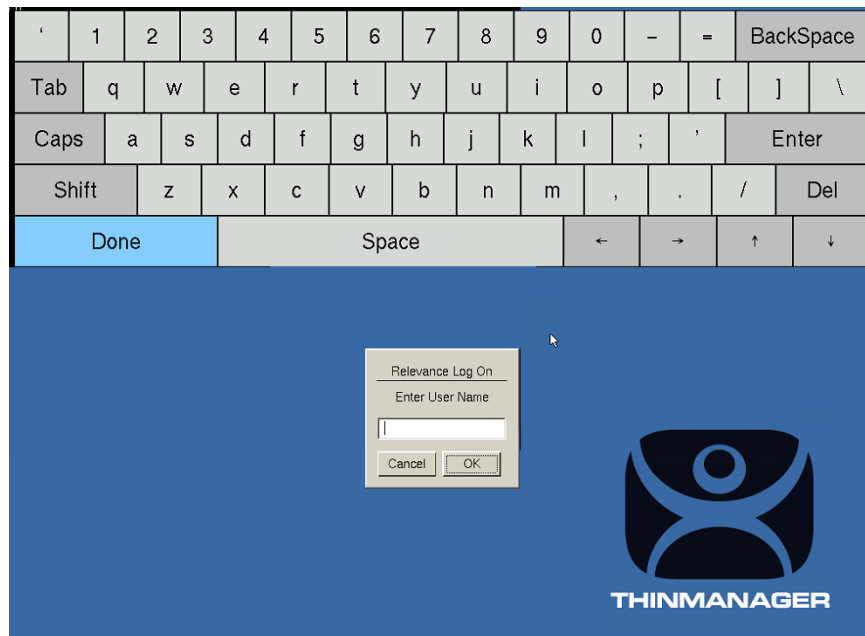 ‘ 1 2 3 4 5 6 7 8 9 0 – = BackSpace
Tab q w e r t y u i o p [ ] \
Caps a s d f g h j k l ; ’ Enter
Shift z x c v b n m , . / Del
Done Space ← → ↑ ↓
Relevance Log On
Enter User Name
Cancel OK
THINMANAGER